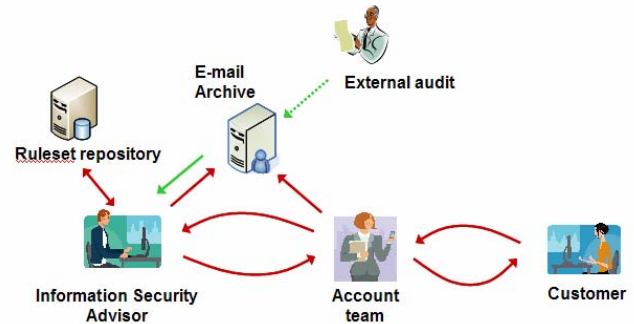 E-mail
Archive
External audit
Ruleset repository
Information Security
Advisor
Account
team
Customer